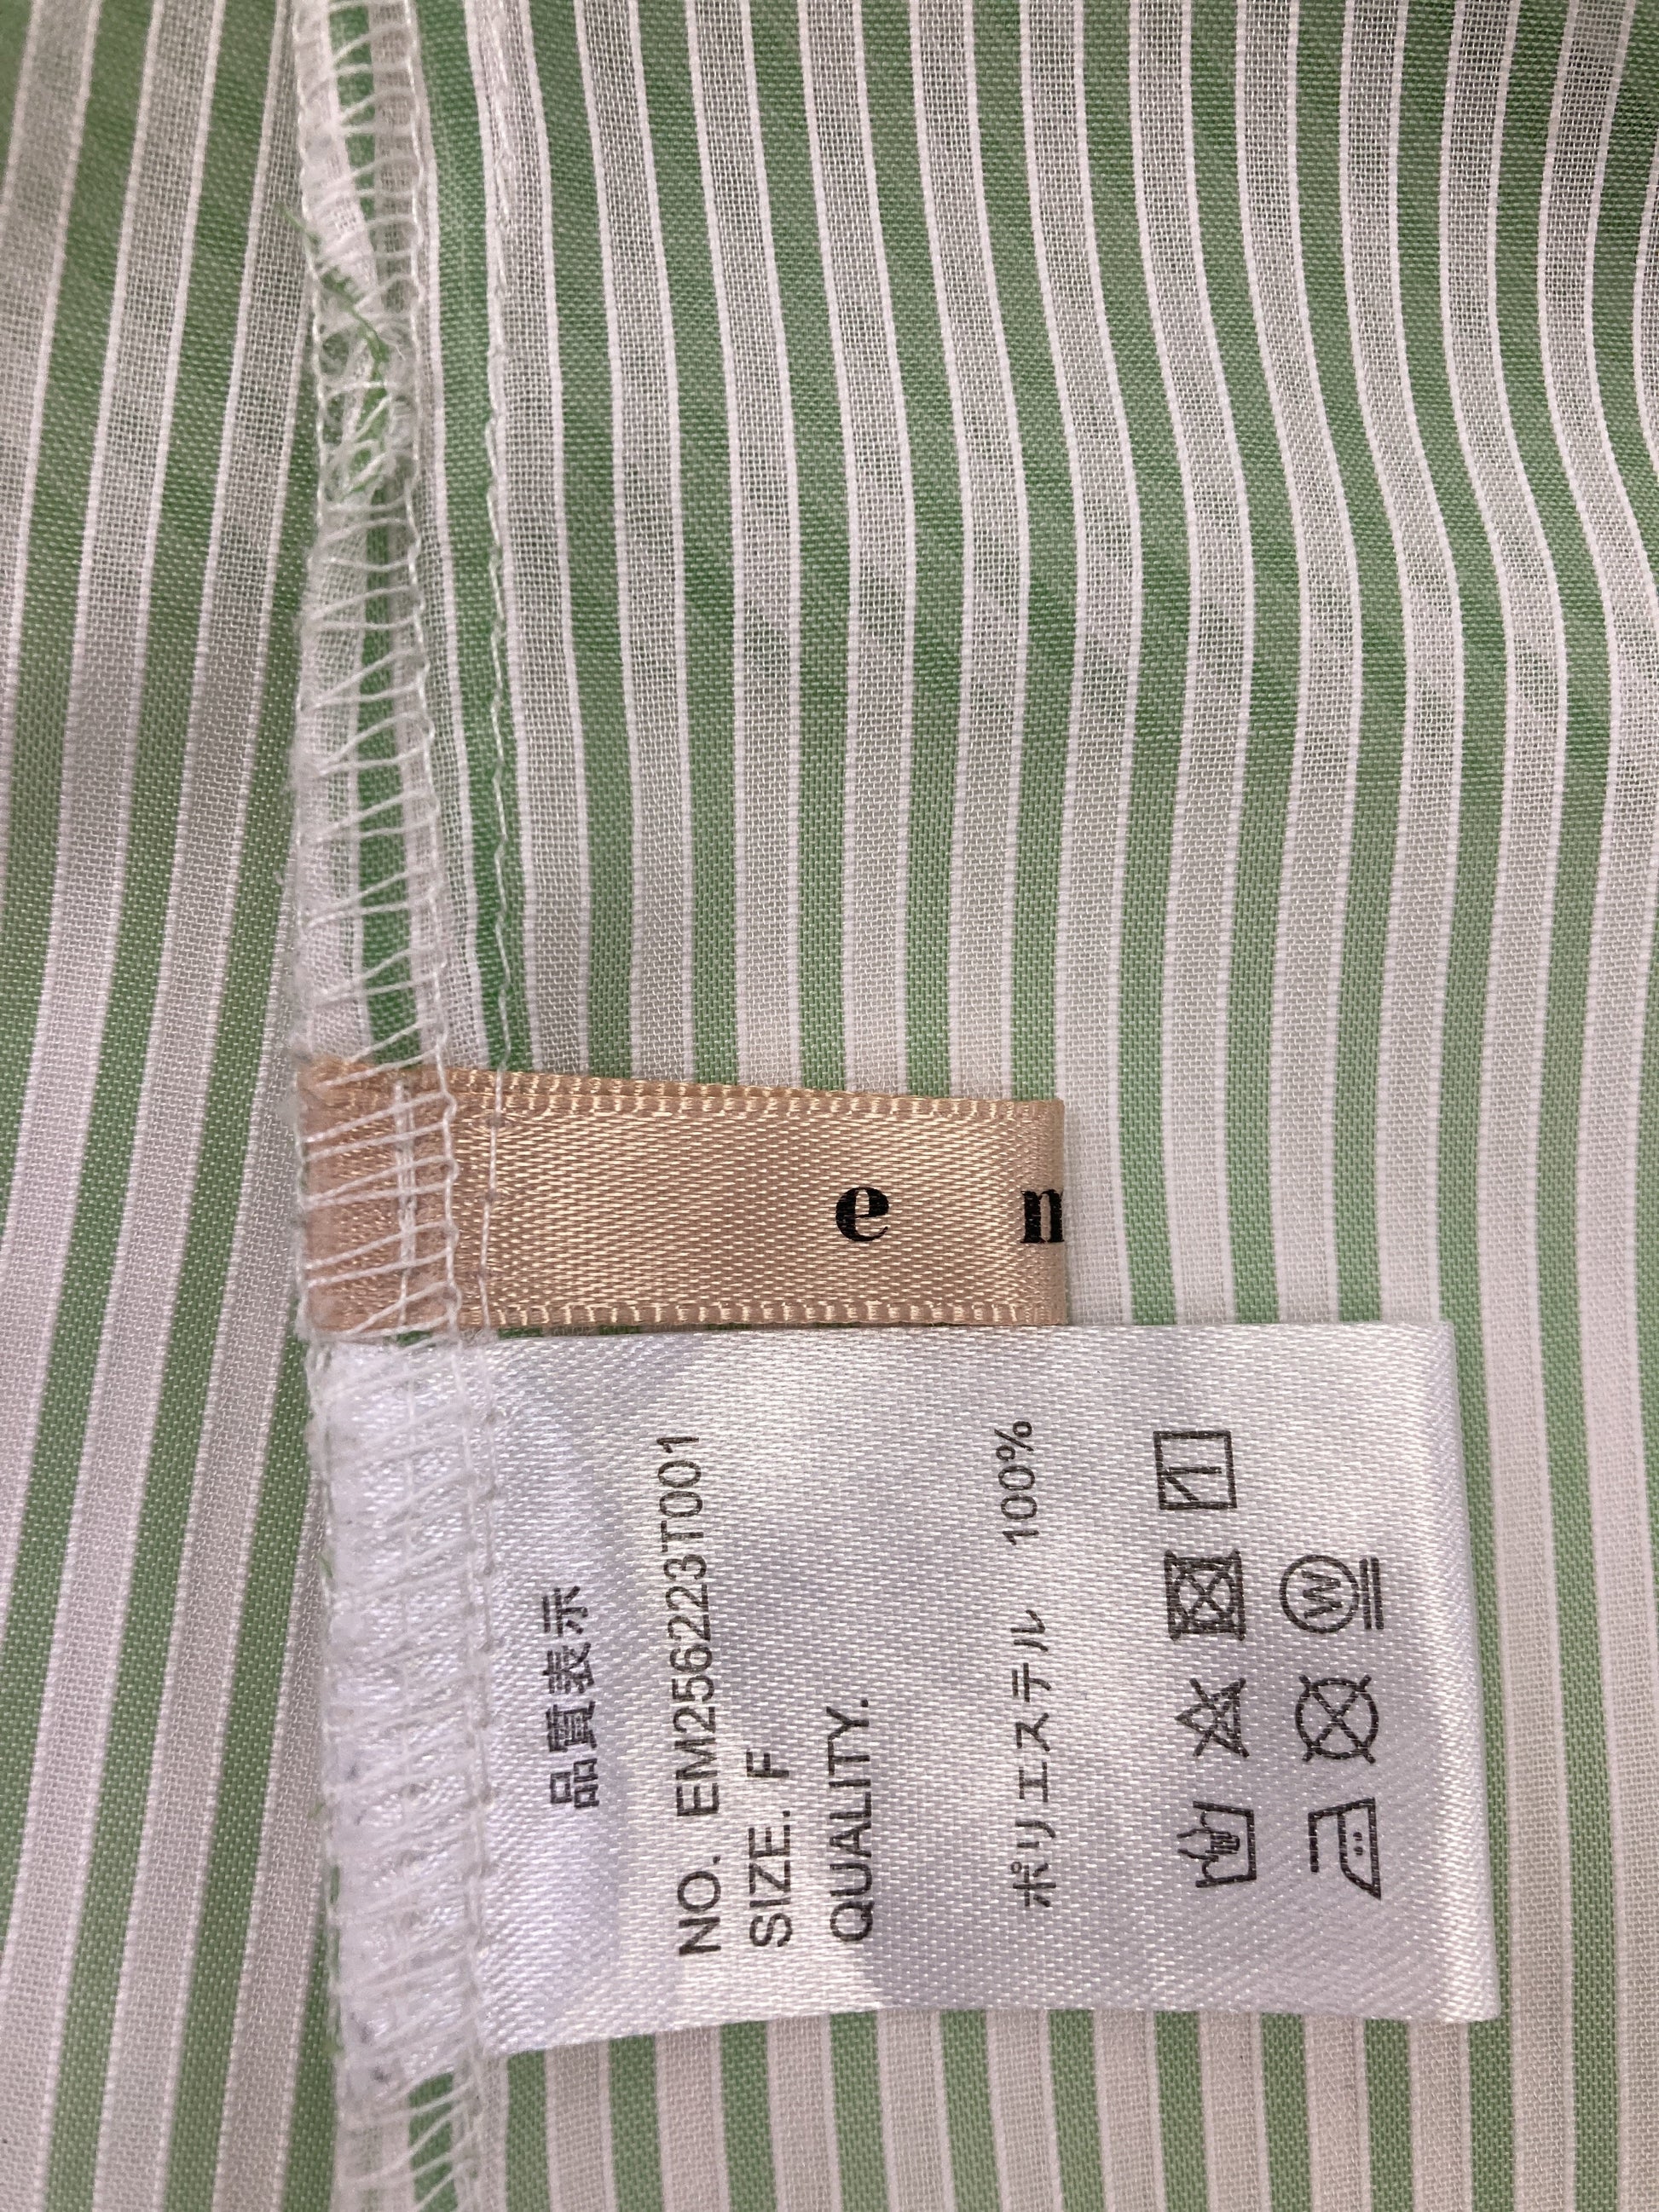 e m
品質表示
NO. EM256223T001
SIZE. F
QUALITY.
ポリエステル 100%
W